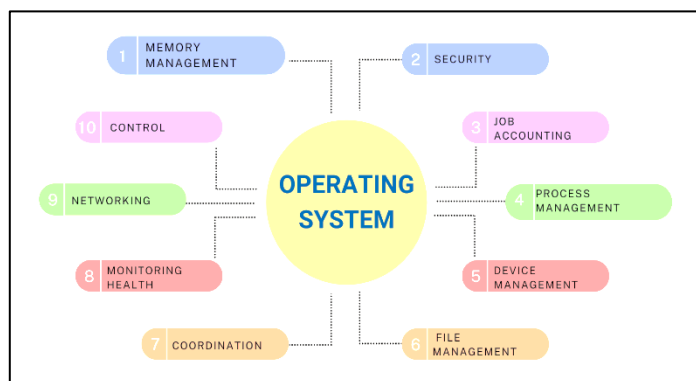 1 MEMORY
MANAGEMENT
2 SECURITY
10 CONTROL
3 JOB
ACCOUNTING
OPERATING
SYSTEM
9 NETWORKING
4 PROCESS
MANAGEMENT
8 MONITORING
HEALTH
5 DEVICE
MANAGEMENT
7 COORDINATION
6 FILE
MANAGEMENT